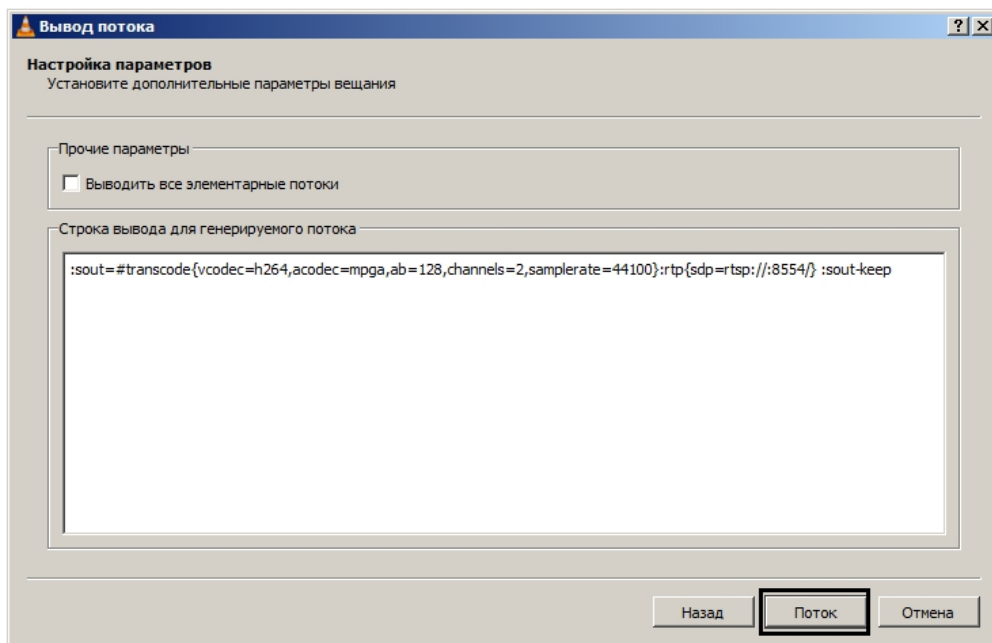 Вывод потока
Настройка параметров
Установите дополнительные параметры вещания
Прочие параметры
Выводить все элементарные потоки
Строка вывода для генерируемого потока
:sout=#transcode{vcodec=h264,acodec=mpga,ab=128,channels=2,samplerate=44100}:rtp{sdp=rtsp://:8554/} :sout-keep
Назад Поток Отмена